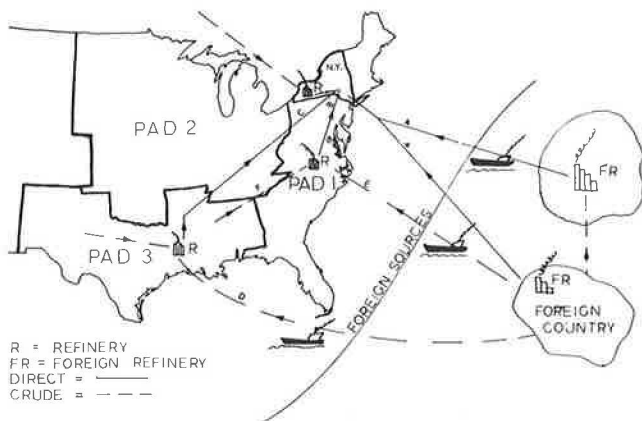 N.Y.
R
PAD 2
C
B
A
A
FR
R
PAD 1
F
E
PAD 3
R
D
FOREIGN SOURCES
FR
FOREIGN
COUNTRY
R = REFINERY
FR = FOREIGN REFINERY
DIRECT =
CRUDE =